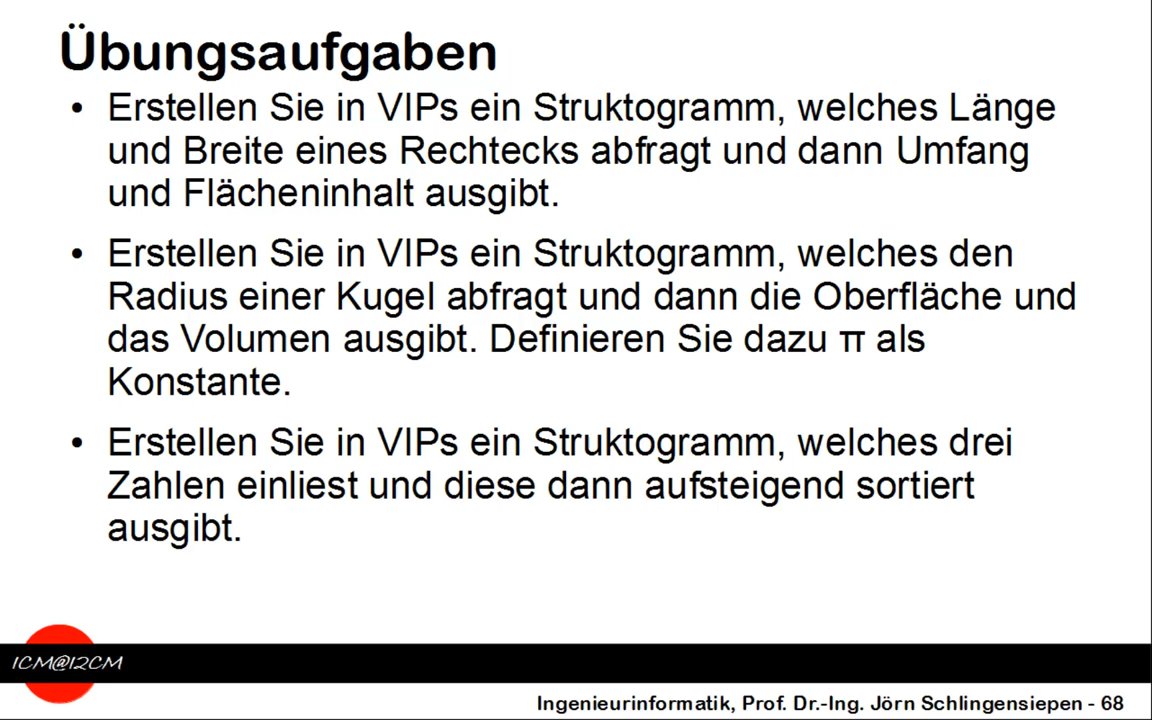 Übungsaufgaben
• Erstellen Sie in VIPs ein Struktogramm, welches Länge
und Breite eines Rechtecks abfragt und dann Umfang
und Flächeninhalt ausgibt.
• Erstellen Sie in VIPs ein Struktogramm, welches den
Radius einer Kugel abfragt und dann die Oberfläche und
das Volumen ausgibt. Definieren Sie dazu π als
Konstante.
• Erstellen Sie in VIPs ein Struktogramm, welches drei
Zahlen einliest und diese dann aufsteigend sortiert
ausgibt.
1CM@12CM
Ingenieurinformatik, Prof. Dr.-Ing. Jörn Schlingensiepen - 68